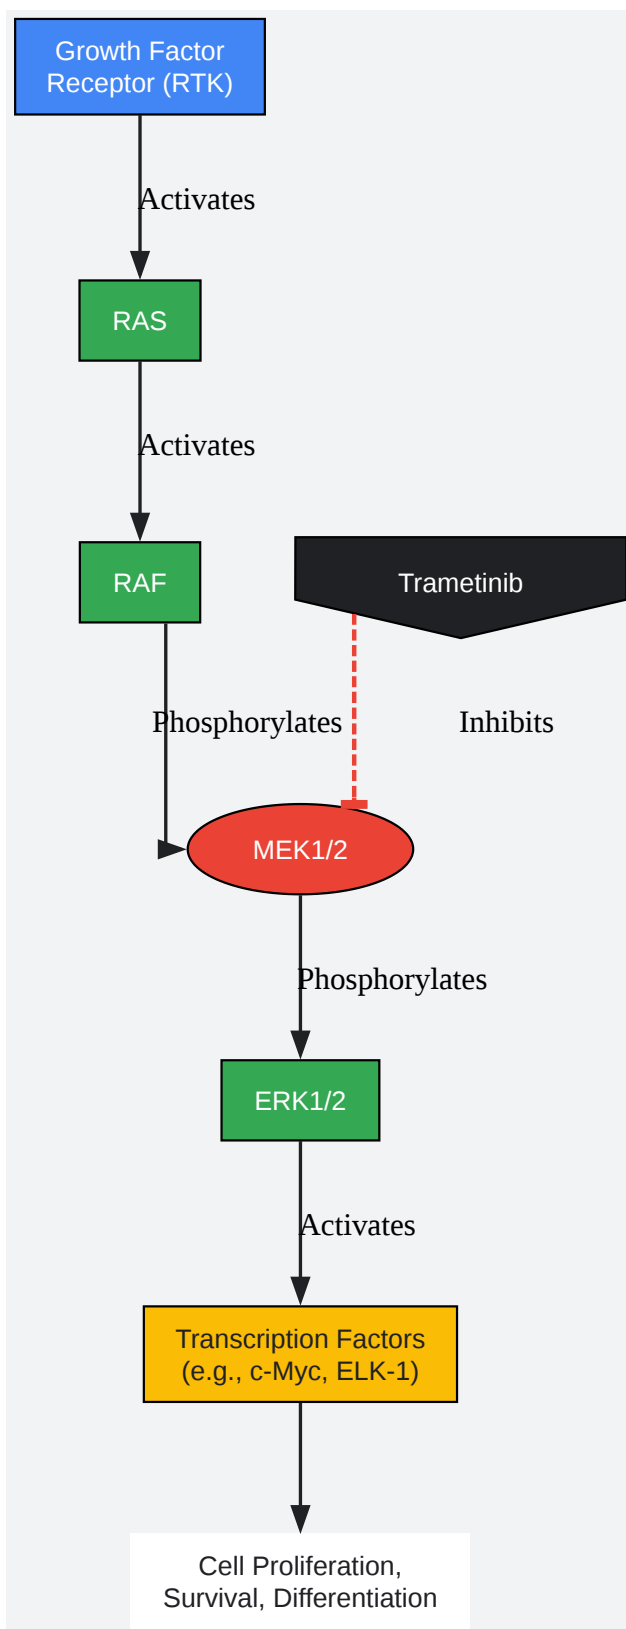 Growth Factor
Receptor (RTK)
Activates
RAS
Activates
RAF
Trametinib
Phosphorylates
Inhibits
MEK1/2
Phosphorylates
ERK1/2
Activates
Transcription Factors
(e.g., c-Myc, ELK-1)
Cell Proliferation,
Survival, Differentiation